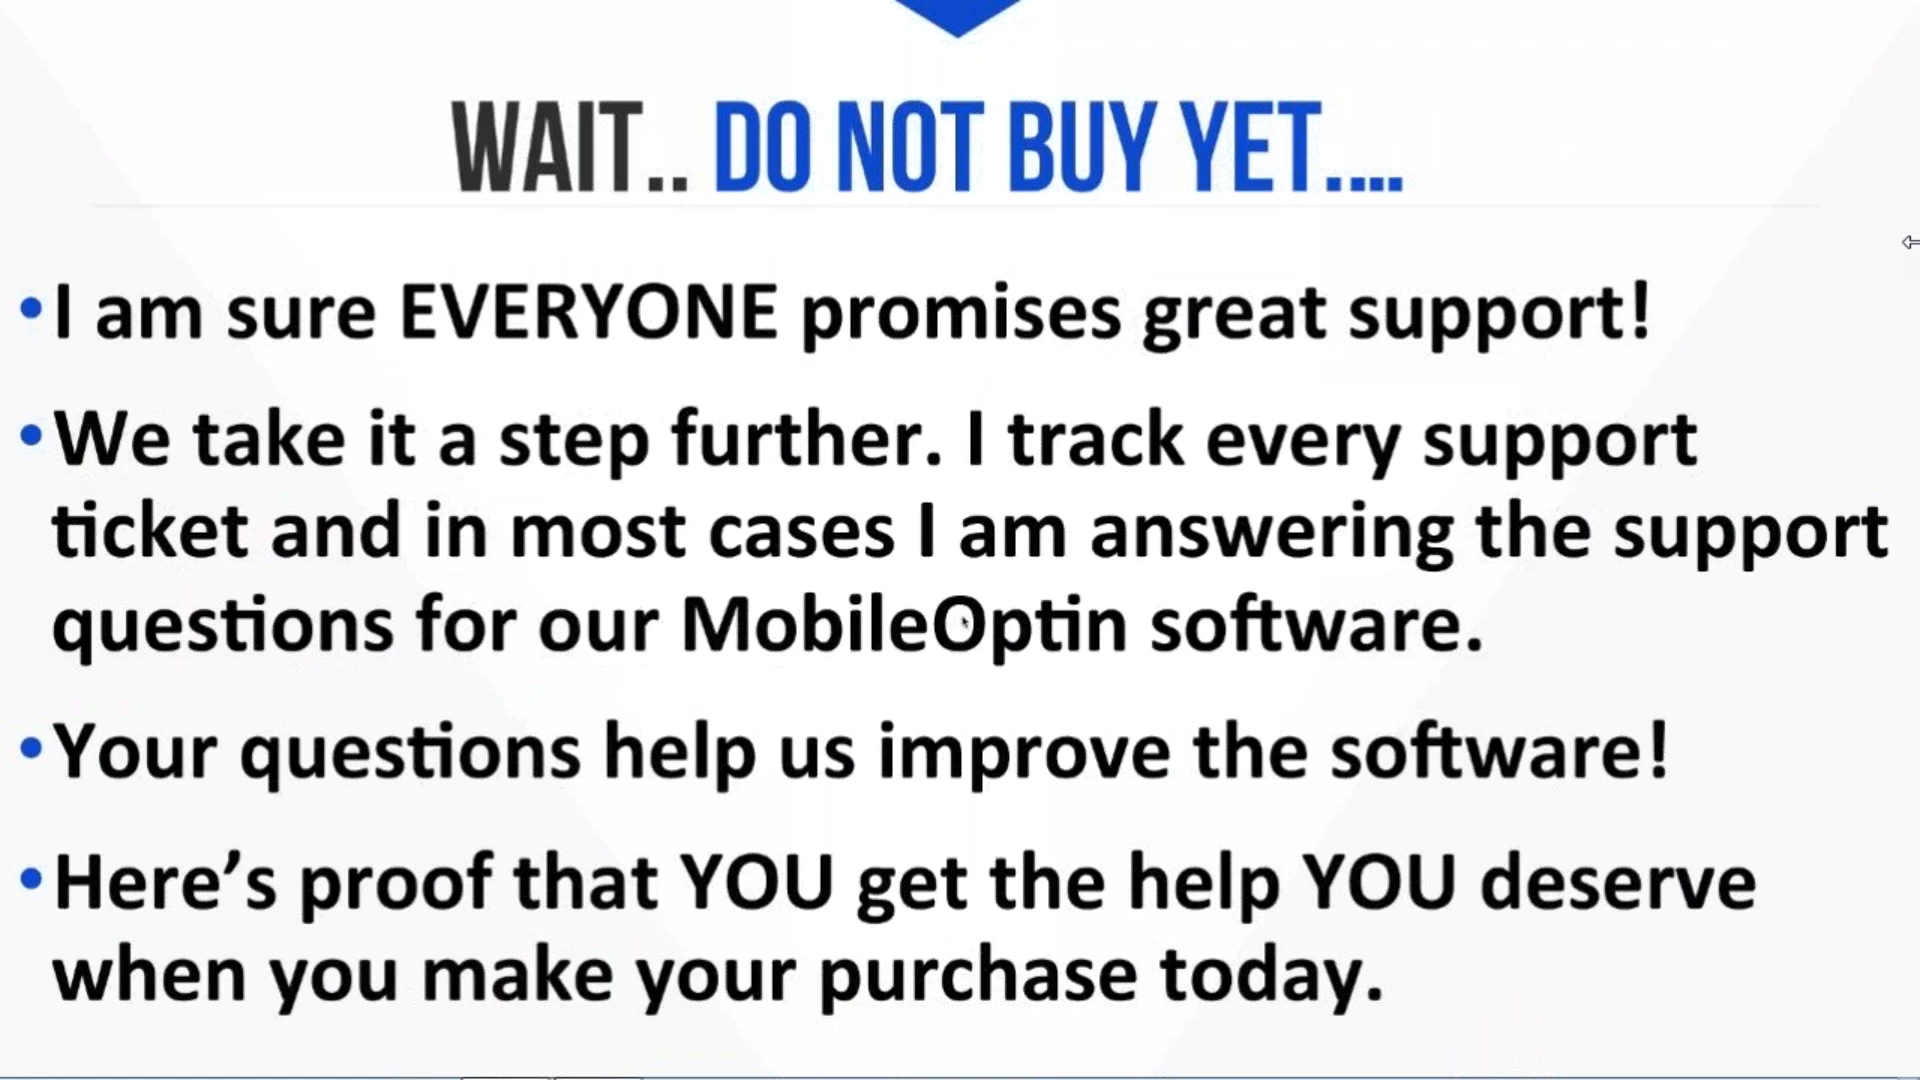 WAIT.. DO NOT BUY YET.…
•I am sure EVERYONE promises great support!
•We take it a step further. I track every support
ticket and in most cases I am answering the support
questions for our MobileOptin software.
•Your questions help us improve the software!
•Here’s proof that YOU get the help YOU deserve
when you make your purchase today.